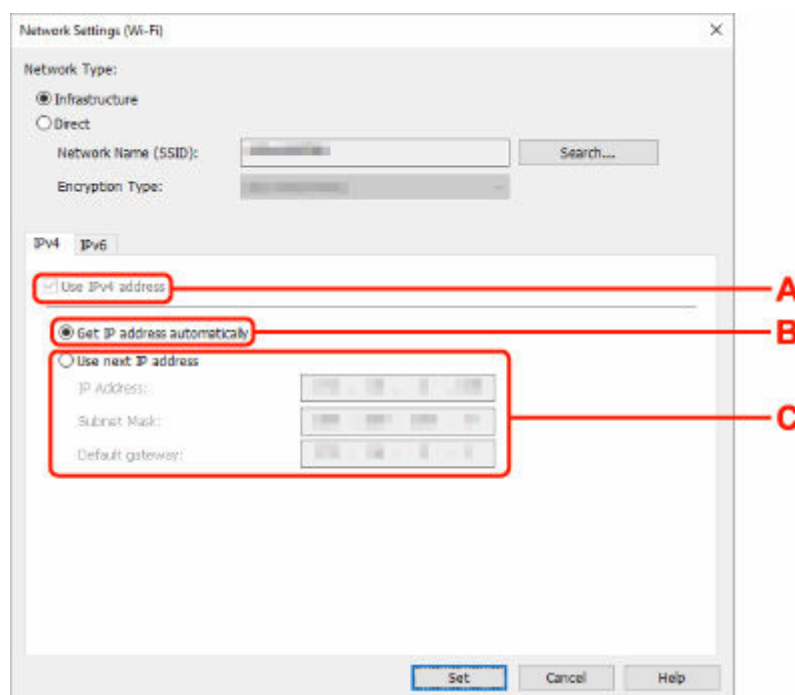 Network Settings (Wi-Fi)
Network Type:
Infrastructure
Direct
Network Name (SSID):
Search...
Encryption Type:
IPv4 IPv6
Use IPv4 address
A
Get IP address automatically
B
Use next IP address
IP Address:
Subnet Mask:
C
Default gateway:
Set Cancel Help